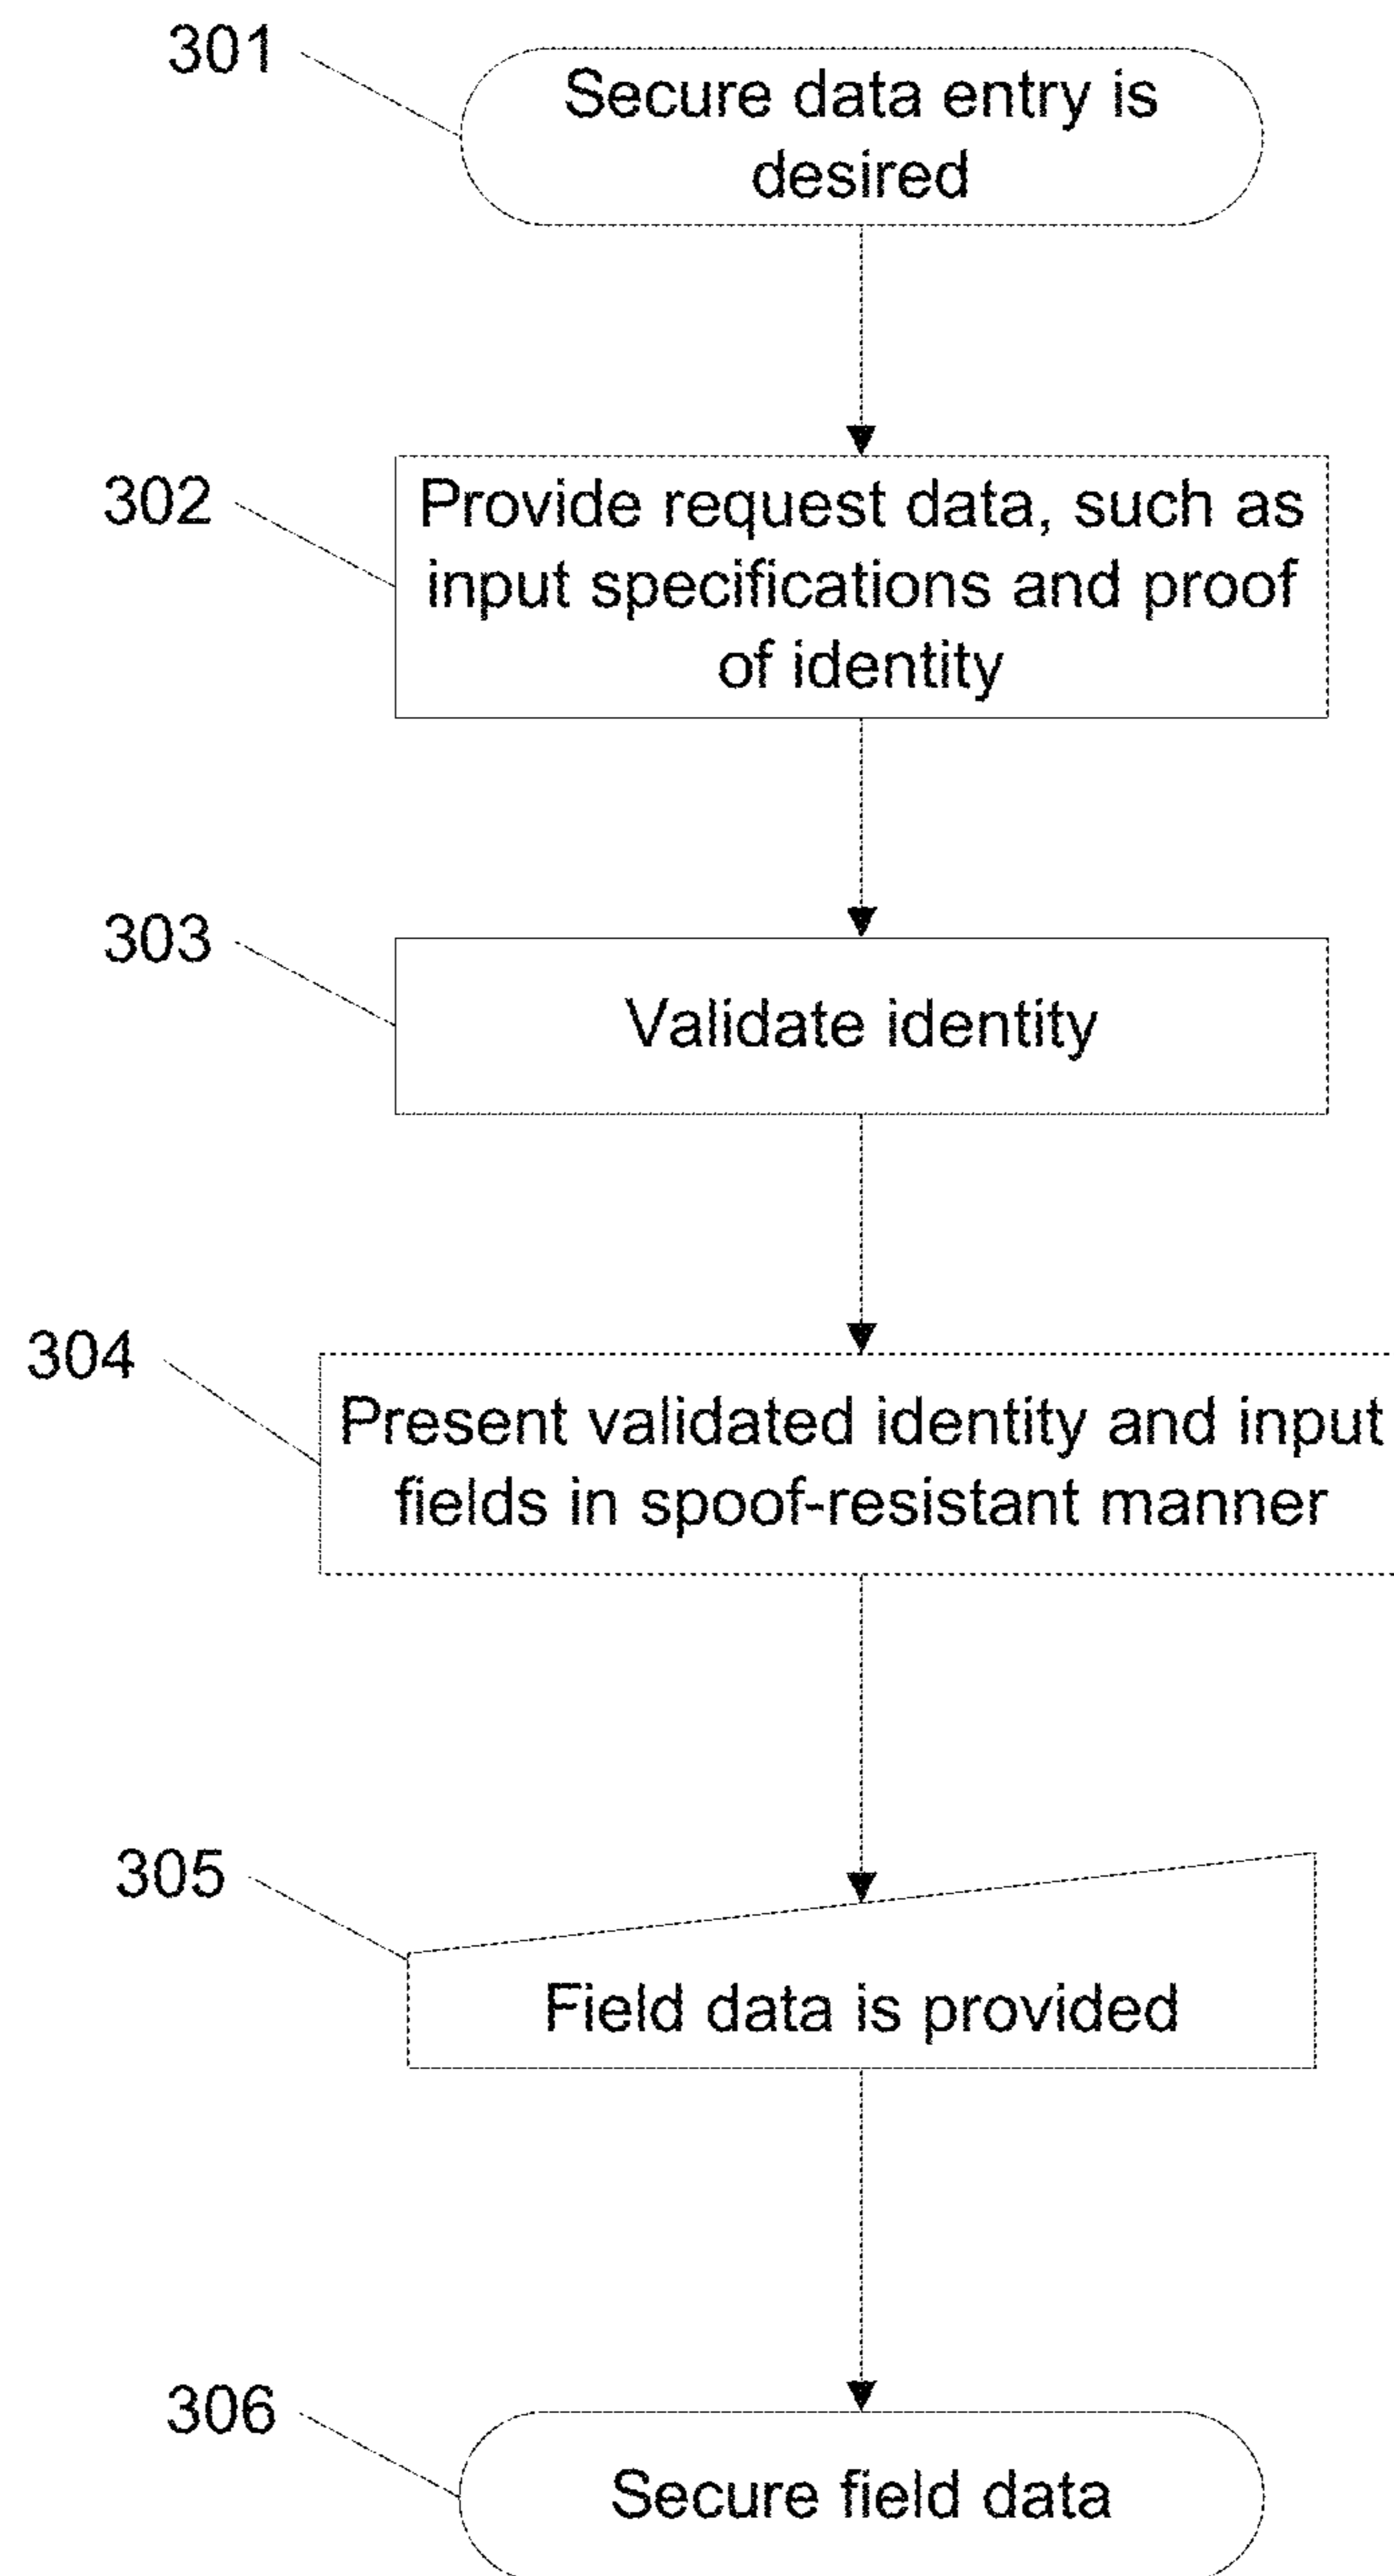 301
Secure data entry is
desired
302
Provide request data, such as
input specifications and proof
of identity
303
Validate identity
304
Present validated identity and input
fields in spoof-resistant manner
305
Field data is provided
306
Secure field data